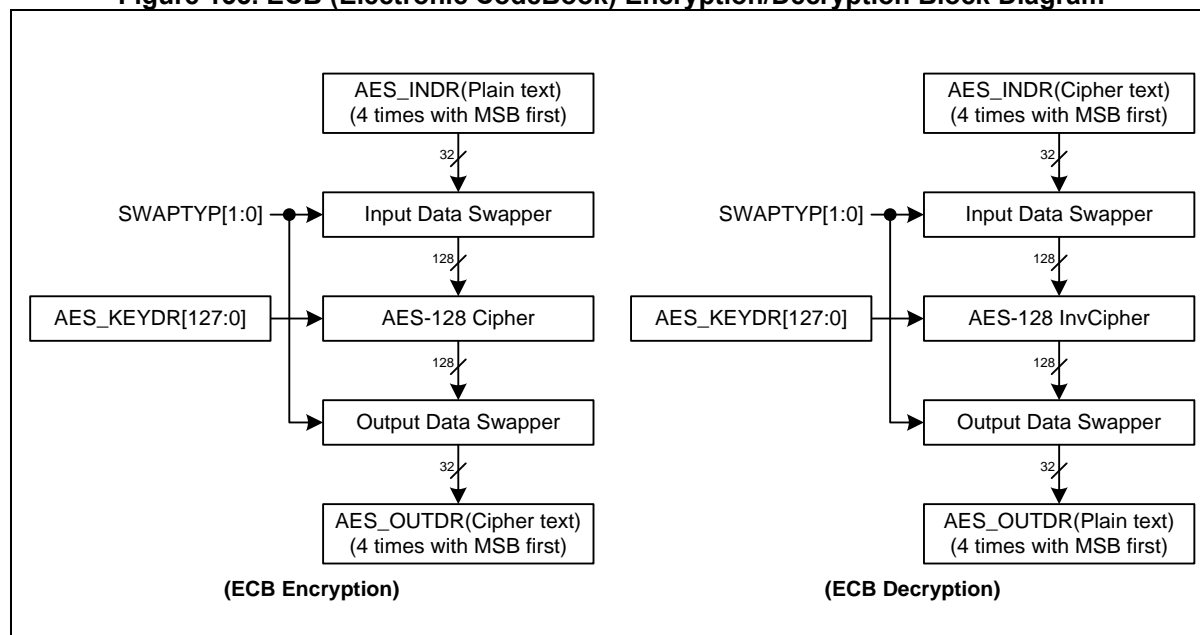 AES_INDR(Plain text)
(4 times with MSB first)
32
SWAPTYP[1:0]
Input Data Swapper
128
AES_KEYDR[127:0]
AES-128 Cipher
128
Output Data Swapper
32
AES_OUTDR(Cipher text)
(4 times with MSB first)
(ECB Encryption)
AES_INDR(Cipher text)
(4 times with MSB first)
32
SWAPTYP[1:0]
Input Data Swapper
128
AES_KEYDR[127:0]
AES-128 InvCipher
128
Output Data Swapper
32
AES_OUTDR(Plain text)
(4 times with MSB first)
(ECB Decryption)